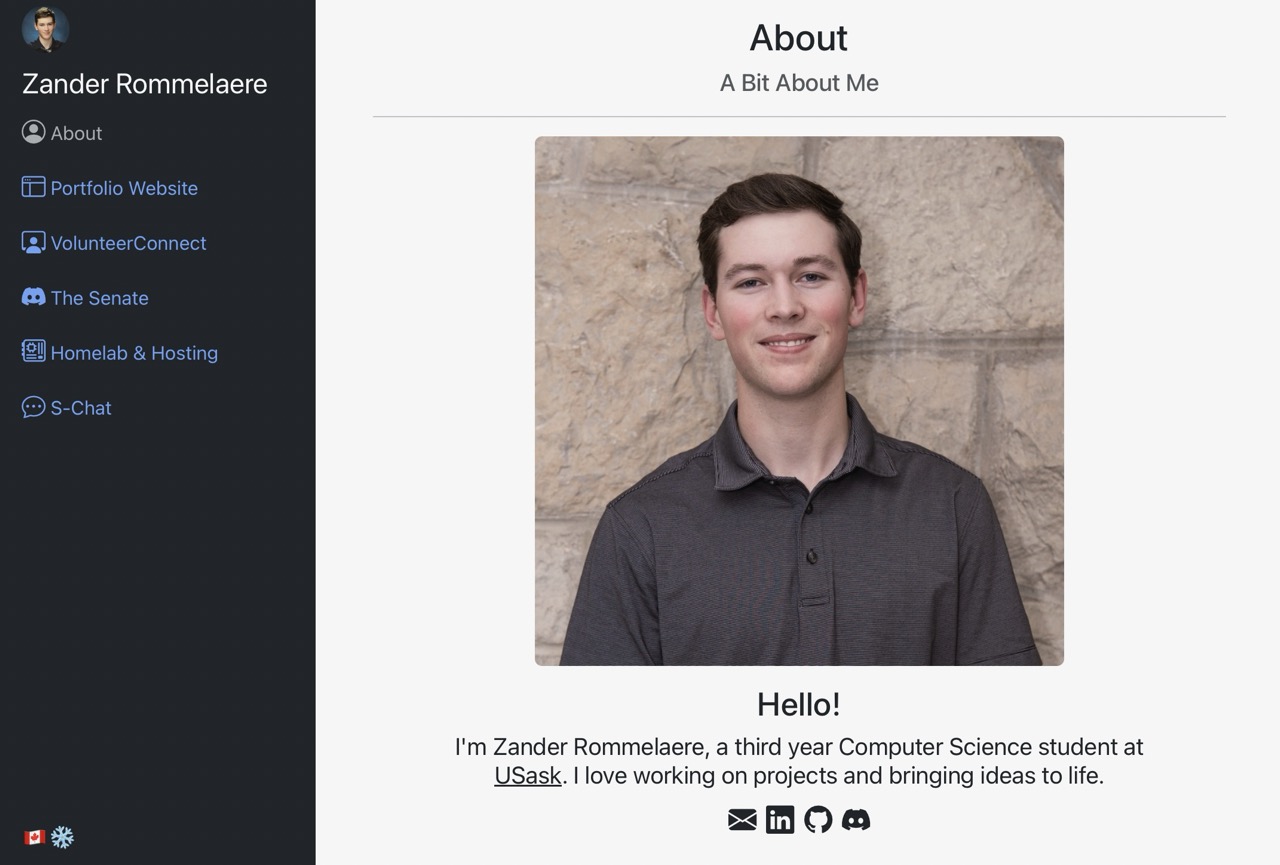 Zander Rommelaere
About
Portfolio Website
VolunteerConnect
The Senate
Homelab & Hosting
S-Chat
About
A Bit About Me
Hello!
I'm Zander Rommelaere, a third year Computer Science student at
USask. I love working on projects and bringing ideas to life.
in